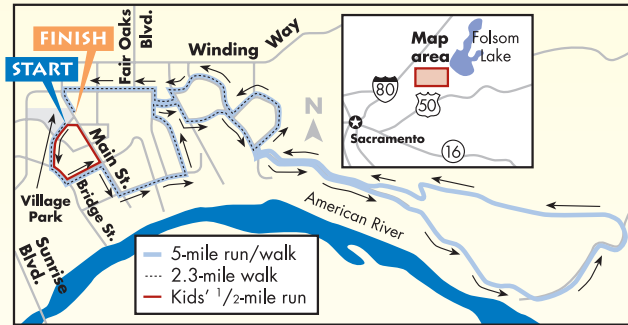 FINISH
START
Fair Oaks
Blvd.
Winding Way
Main St.
Village
Park
Bridge St.
Sunrise
Blvd.
N
American River
Map
area
Folsom
Lake
80
50
Sacramento
16
5-mile run/walk
2.3-mile walk
Kids' 1/2-mile run